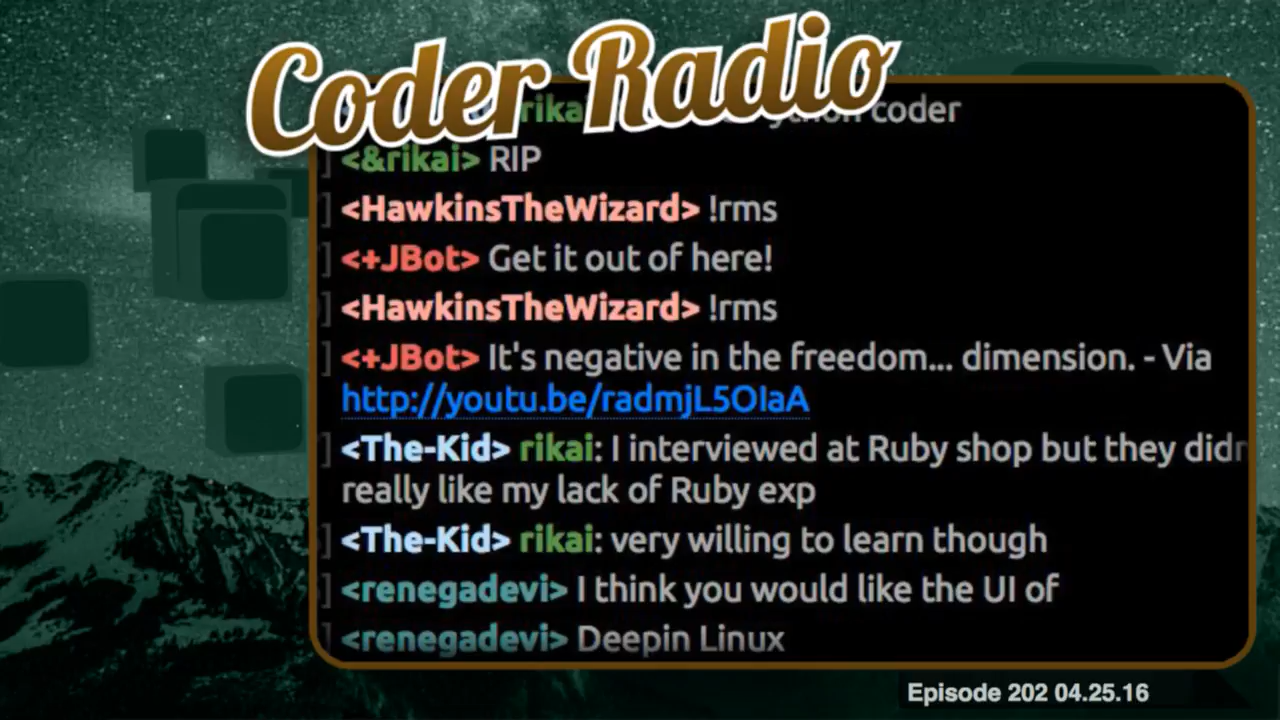 Coder Radio
rika
coder
] <&rikai> RIP
] <HawkinsTheWizard> !rms
] <+JBot> Get it out of here!
] <HawkinsTheWizard> !rms
] <+JBot> It's negative in the freedom... dimension. - Via
http://youtu.be/radmjL5OIaA
] <The-Kid> rikai: I interviewed at Ruby shop but they didn
really like my lack of Ruby exp
] <The-Kid> rikai: very willing to learn though
] <renegadevi> I think you would like the UI of
] <renegadevi> Deepin Linux
Episode 202 04.25.16